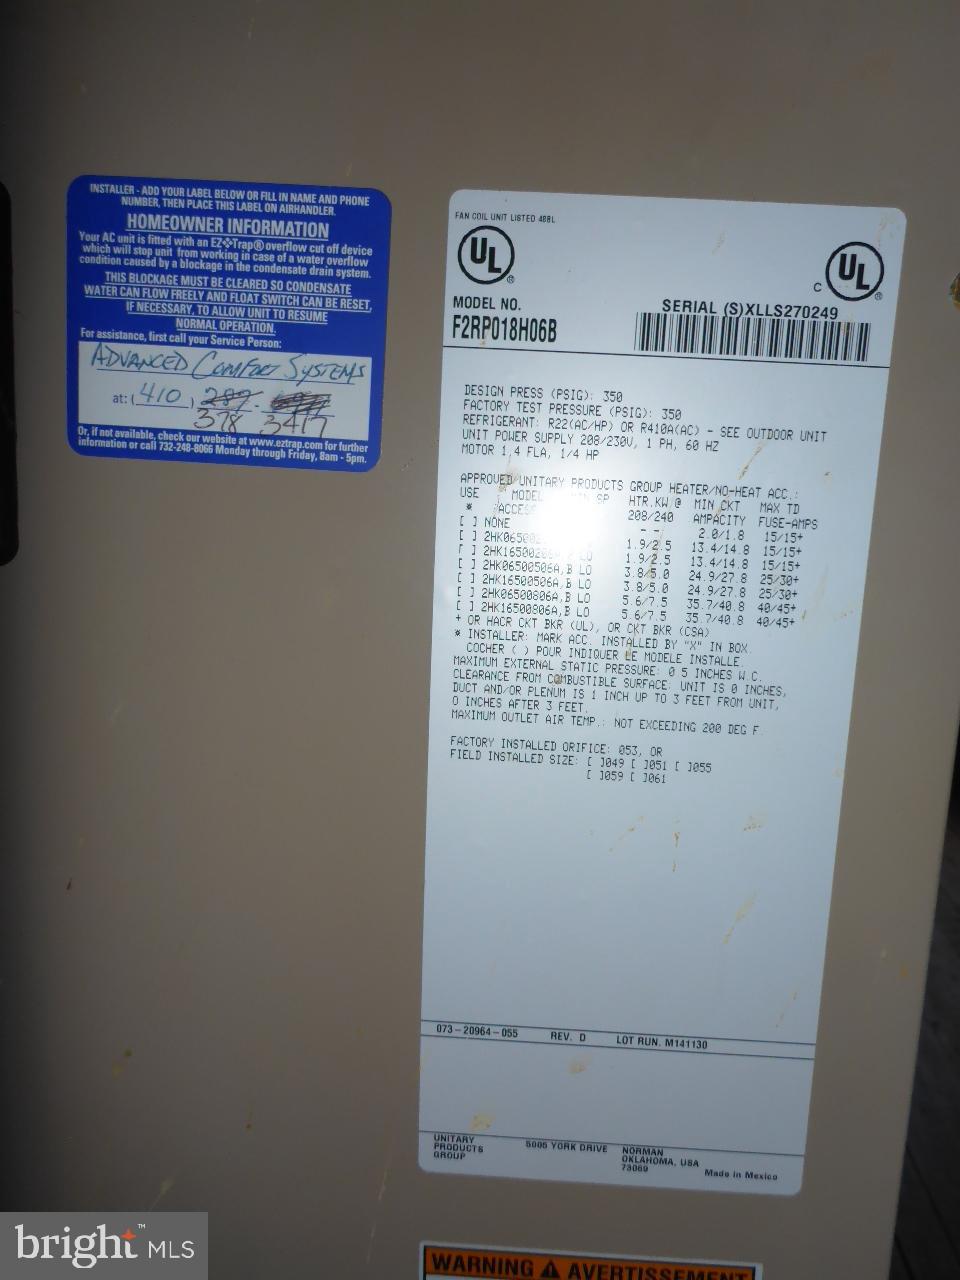 INSTALLER - ADD YOUR LABEL BELOW OR FILL IN NAME AND PHONE
NUMBER, THEN PLACE THIS LABEL ON AIRHANDLER.
HOMEOWNER INFORMATION
Your AC unit is fitted with an EZ Trap® overflow cut off device
which will stop unit from working in case of a water overflow
condition caused by a blockage in the condensate drain system.
THIS BLOCKAGE MUST BE CLEARED SO CONDENSATE
WATER CAN FLOW FREELY AND FLOAT SWITCH CAN BE RESET,
IF NECESSARY, TO ALLOW UNIT TO RESUME
NORMAL OPERATION.
For assistance, first call your Service Person:
ADVANCED COMFORT SYSTEMS
at: (410)
378 3417
Or, if not available, check our website at www.eztrap.com for further
information or call 732-248-8066 Monday through Friday, 8am - 5pm.
FAN COIL UNIT LISTED 488L
UL ®
C UL ®
MODEL NO.
F2RP018H06B
SERIAL (S)XLLS270249
DESIGN PRESS (PSIG): 350
FACTORY TEST PRESSURE (PSIG): 350
REFRIGERANT: R22(AC/HP) OR R410A(AC) - SEE OUTDOOR UNIT
UNIT POWER SUPPLY 208/230V, 1 PH, 60 HZ
MOTOR 1.4 FLA, 1/4 HP
APPROVED UNITARY PRODUCTS GROUP HEATER/NO-HEAT ACC.:
USE MODEL SP HTR.KW @ MIN CKT MAX TD
* 208/240 AMPACITY FUSE-AMPS
[ ] NONE -- 2.0/1.8 15/15+
[ ] LO 1.9/2.5 13.4/14.8 15/15+
[ ] 2HK16500206A,B LO 1.9/2.5 13.4/14.8 15/15+
[ ] 2HK06500506A,B LO 3.8/5.0 24.9/27.8 25/30+
[ ] 2HK16500506A,B LO 3.8/5.0 24.9/27.8 25/30+
[ ] 2HK06500806A,B LO 5.6/7.5 35.7/40.8 40/45+
[ ] 2HK16500806A,B LO 5.6/7.5 35.7/40.8 40/45+
+ OR HACR CKT BKR (UL), OR CKT BKR (CSA)
* INSTALLER: MARK ACC. INSTALLED BY "X" IN BOX.
COCHER ( ) POUR INDIQUER LE MODELE INSTALLE.
MAXIMUM EXTERNAL STATIC PRESSURE: 0.5 INCHES W.C.
CLEARANCE FROM COMBUSTIBLE SURFACE: UNIT IS 0 INCHES,
DUCT AND/OR PLENUM IS 1 INCH UP TO 3 FEET FROM UNIT,
0 INCHES AFTER 3 FEET.
MAXIMUM OUTLET AIR TEMP.: NOT EXCEEDING 200 DEG F.
FACTORY INSTALLED ORIFICE: 053, OR
FIELD INSTALLED SIZE: [ ]049 [ ]051 [ ]055
[ ]059 [ ]061
073-20964-055 REV. D LOT RUN. M141130
UNITARY
PRODUCTS
GROUP
5005 YORK DRIVE
NORMAN
OKLAHOMA, USA
73069
Made in Mexico
WARNING AVERTISSEMENT
bright™ MLS